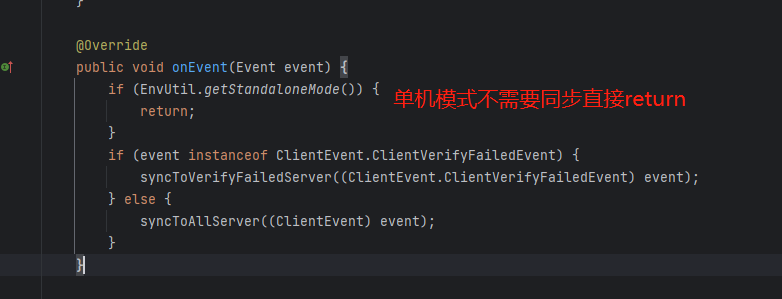 }
@Override
public void onEvent(Event event) {
if (EnvUtil.getStandaloneMode()) { 单机模式不需要同步直接return
return;
}
if (event instanceof ClientEvent.ClientVerifyFailedEvent) {
syncToVerifyFailedServer((ClientEvent.ClientVerifyFailedEvent) event);
} else {
syncToAllServer((ClientEvent) event);
}
}